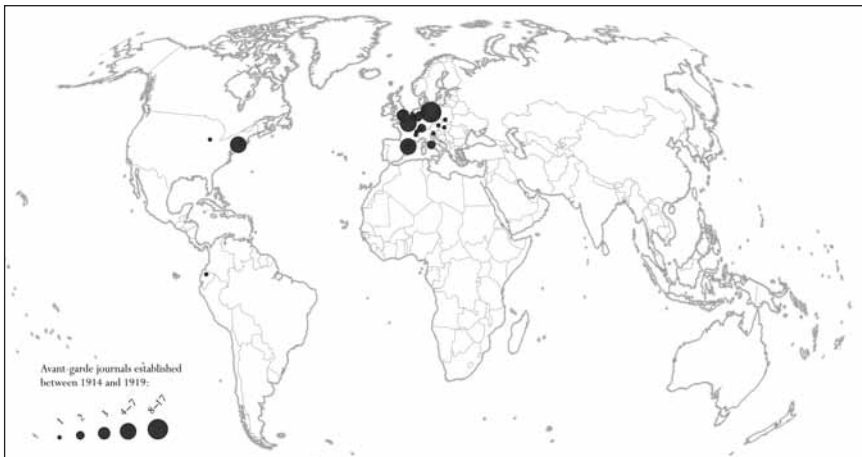 Avant-garde journals established
between 1914 and 1919:
1 2 3 4–7 8–17